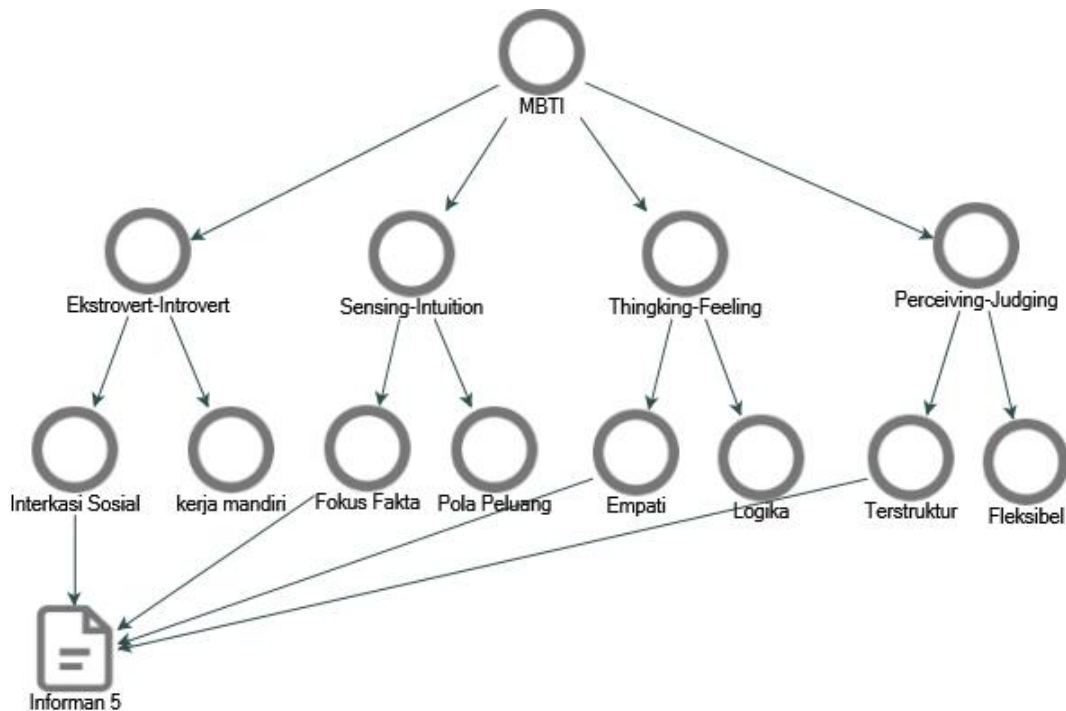 MBTI
Ekstrovert-Introvert
Sensing-Intuition
Thingking-Feeling
Perceiving-Judging
Interkasi Sosial
kerja mandiri
Fokus Fakta
Pola Peluang
Empati
Logika
Terstruktur
Fleksibel
Informan 5